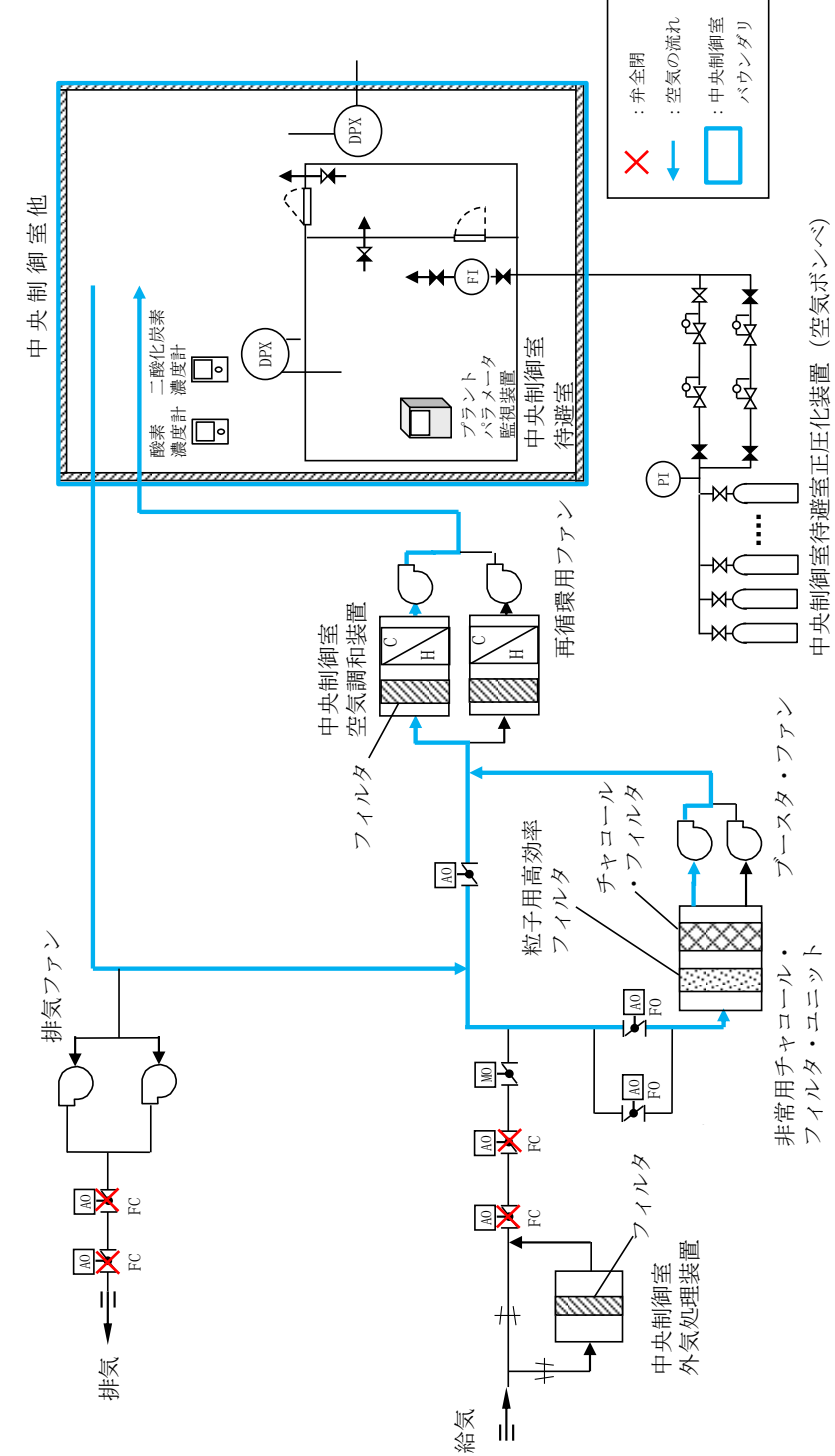 中央制御室他
酸素
濃度計
二酸化炭素
濃度計
DPX
DPX
FI
プラント
パラメータ
監視装置
中央制御室
待避室
：弁全閉
：空気の流れ
：中央制御室
バウンダリ
PI
中央制御室待避室正圧化装置（空気ボンベ）
中央制御室
空気調和装置
フィルタ
C
H
C
H
再循環用ファン
排気ファン
AO
FC
AO
FC
排気
AO
粒子用高効率
フィルタ
チャコール
・フィルタ
ブースタ・ファン
AO
FO
AO
FO
非常用チャコール・
フィルタ・ユニット
MO
AO
FC
AO
FC
フィルタ
中央制御室
外気処理装置
給気